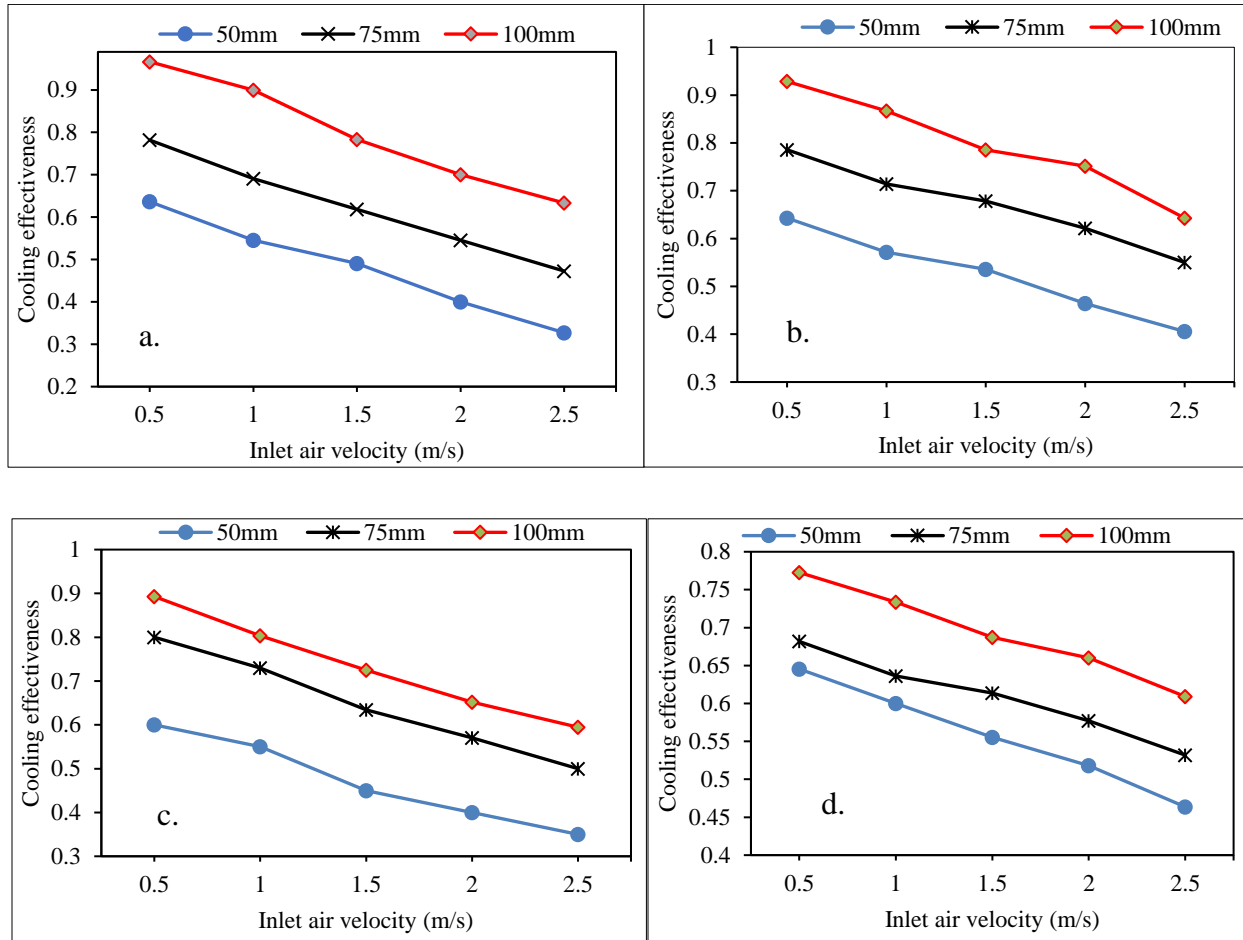 50mm 75mm 100mm
0.9
0.8
0.7
0.6
0.5
0.4
0.3
0.2
Cooling effectiveness
a.
0.5 1 1.5 2 2.5
Inlet air velocity (m/s)
50mm 75mm 100mm
1
0.9
0.8
0.7
0.6
0.5
0.4
0.3
Cooling effectiveness
b.
0.5 1 1.5 2 2.5
Inlet air velocity (m/s)
50mm 75mm 100mm
1
0.9
0.8
0.7
0.6
0.5
0.4
0.3
Cooling effectiveness
c.
0.5 1 1.5 2 2.5
Inlet air velocity (m/s)
50mm 75mm 100mm
0.8
0.75
0.7
0.65
0.6
0.55
0.5
0.45
0.4
Cooling effectivenesss
d.
0.5 1 1.5 2 2.5
Inlet air velocity (m/s)